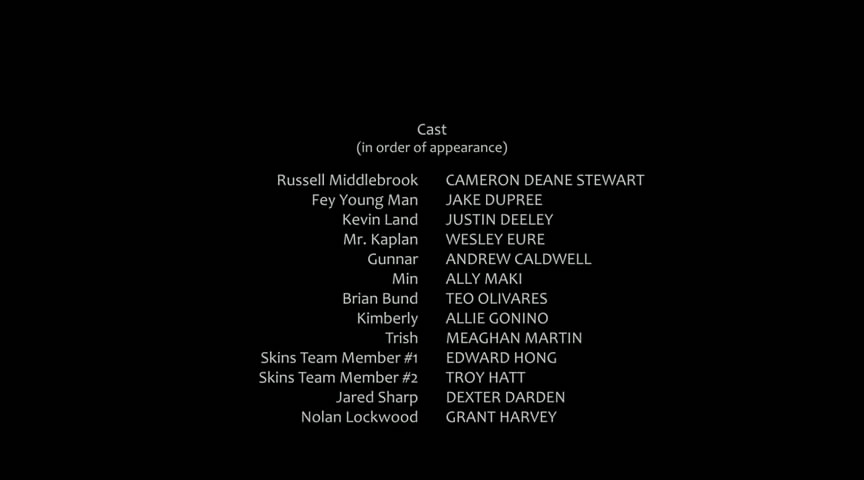 Cast
(in order of appearance)
Russell Middlebrook CAMERON DEANE STEWART
Fey Young Man JAKE DUPREE
Kevin Land JUSTIN DEELEY
Mr. Kaplan WESLEY EURE
Gunnar ANDREW CALDWELL
Min ALLY MAKI
Brian Bund TEO OLIVARES
Kimberly ALLIE GONINO
Trish MEAGHAN MARTIN
Skins Team Member #1 EDWARD HONG
Skins Team Member #2 TROY HATT
Jared Sharp DEXTER DARDEN
Nolan Lockwood GRANT HARVEY